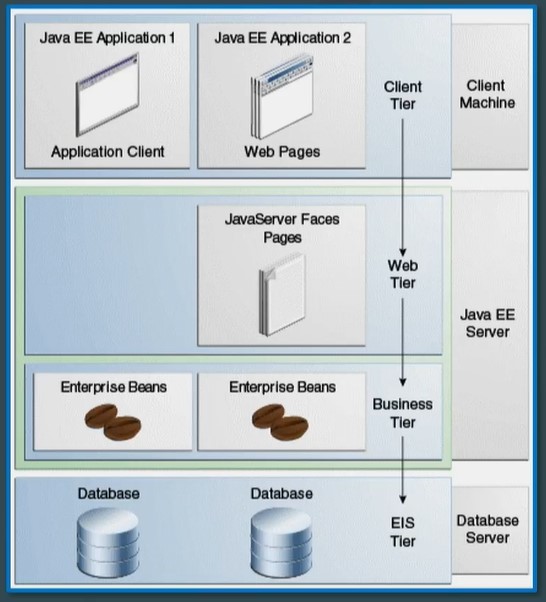 Java EE Application 1
Java EE Application 2
Application Client
Web Pages
Client
Tier
Client
Machine
JavaServer Faces
Pages
Web
Tier
Java EE
Server
Enterprise Beans
Enterprise Beans
Business
Tier
Database
Database
EIS
Tier
Database
Server